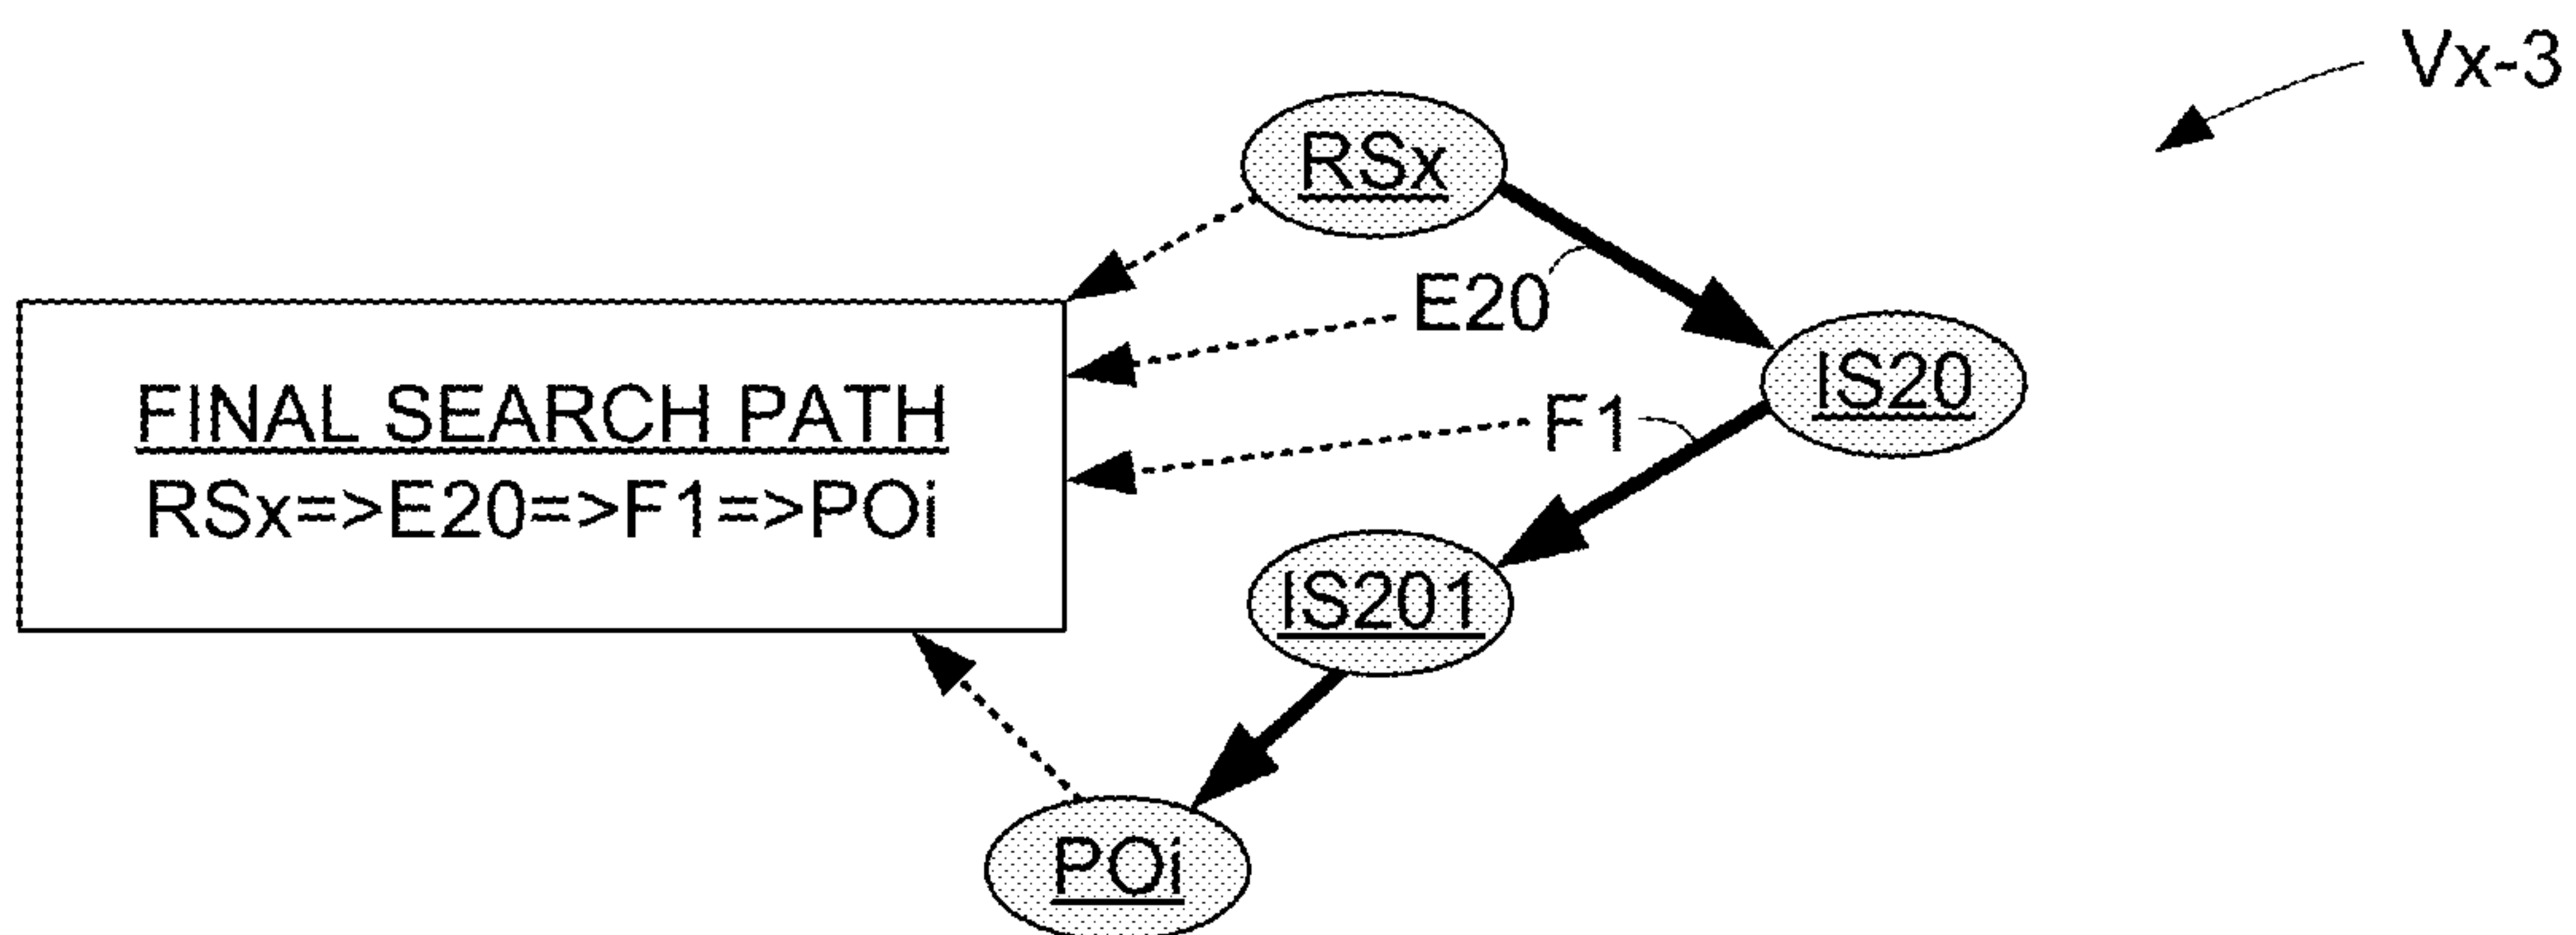 Vx-3
RSx
E20
IS20
F1
FINAL SEARCH PATH
RSx=>E20=>F1=>POi
IS201
POi